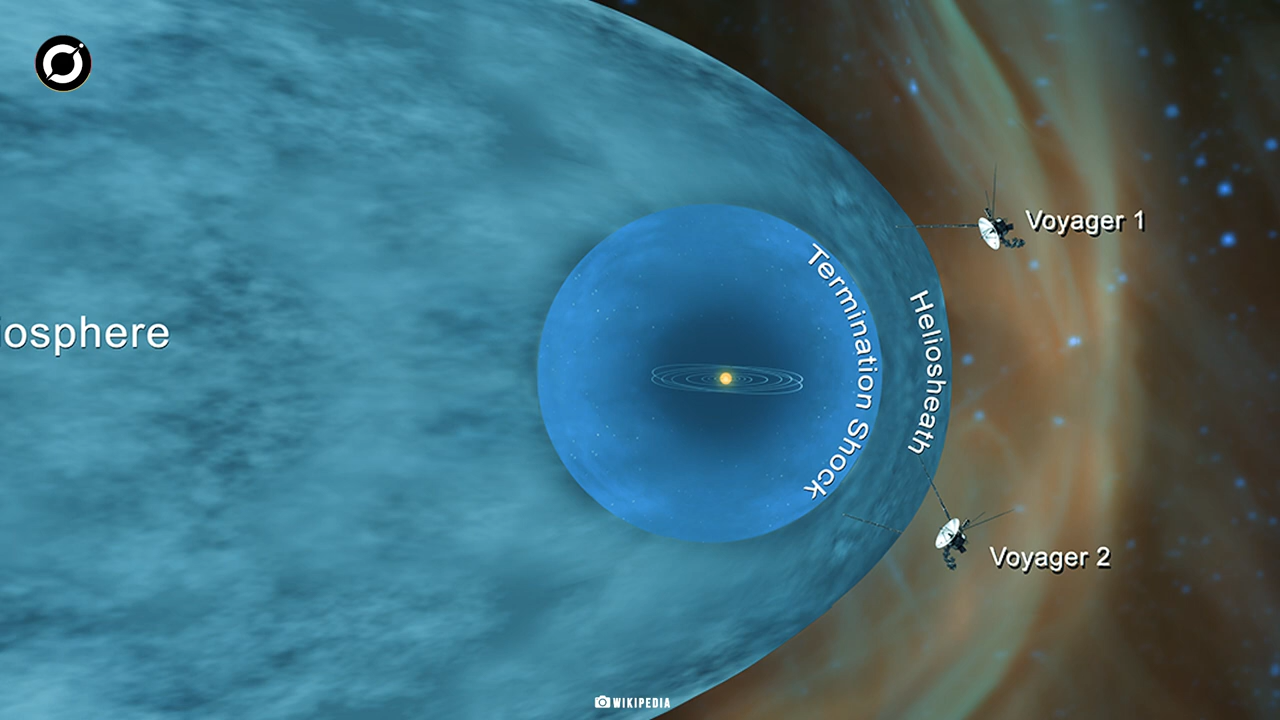 Voyager 1
Termination Shock
Heliosheath
iosphere
Voyager 2
WIKIPEDIA